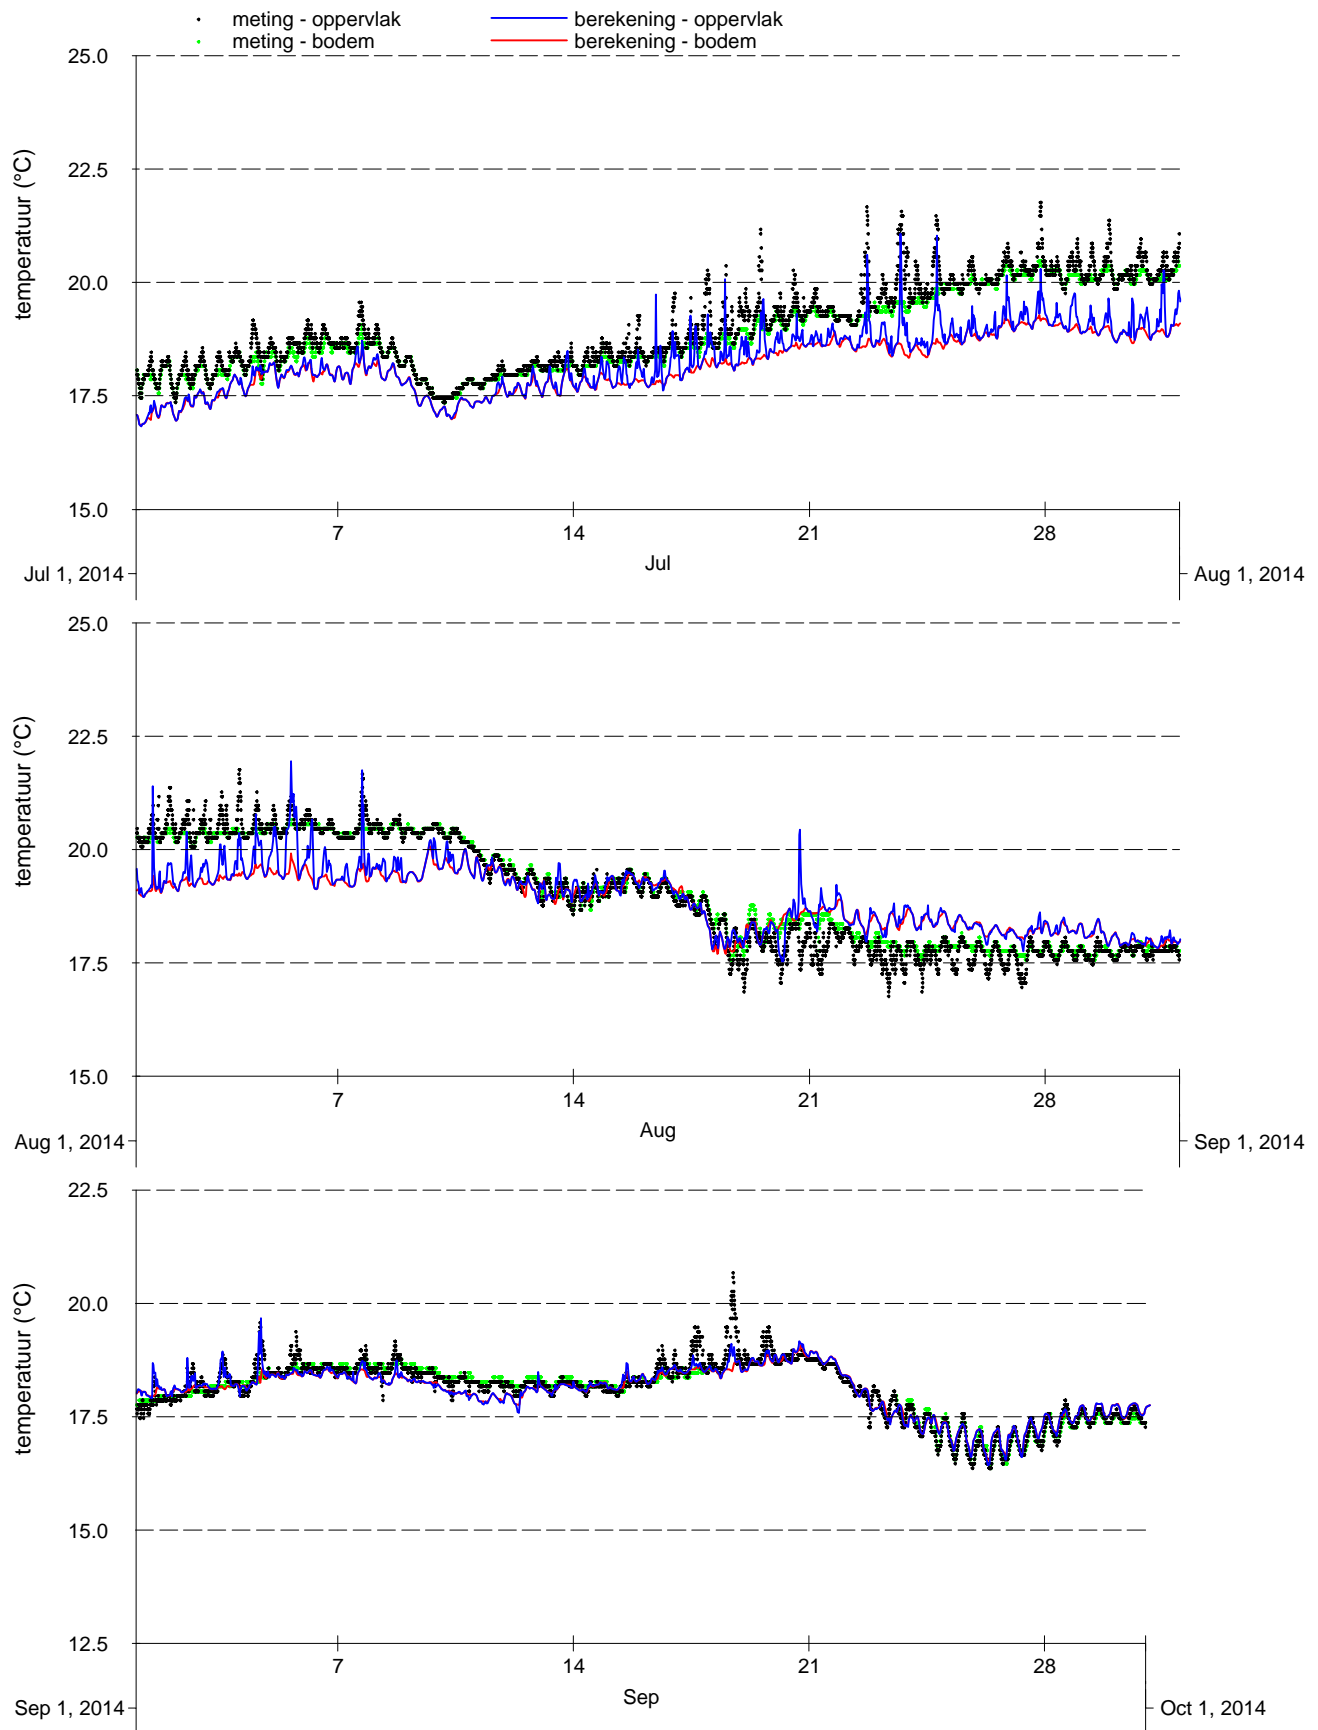 meting - oppervlak
berekening - oppervlak
meting - bodem
berekening - bodem
25.0
22.5
20.0
17.5
15.0
temperatuur (°C)
7
14
21
28
Jul
Jul 1, 2014
Aug 1, 2014
25.0
22.5
20.0
17.5
15.0
temperatuur (°C)
7
14
21
28
Aug
Aug 1, 2014
Sep 1, 2014
22.5
20.0
17.5
15.0
12.5
temperatuur (°C)
7
14
21
28
Sep
Sep 1, 2014
Oct 1, 2014